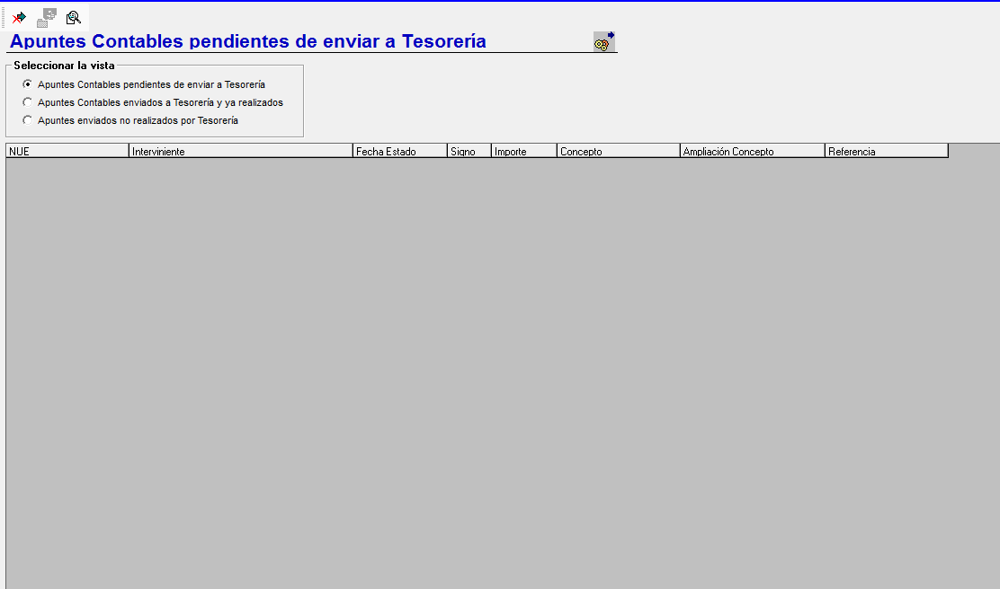 Apuntes Contables pendientes de enviar a Tesorería
Seleccionar la vista
Apuntes Contables pendientes de enviar a Tesorería
Apuntes Contables enviados a Tesorería y ya realizados
Apuntes enviados no realizados por Tesorería
NUE Interviniente Fecha Estado Signo Importe Concepto Ampliación Concepto Referencia